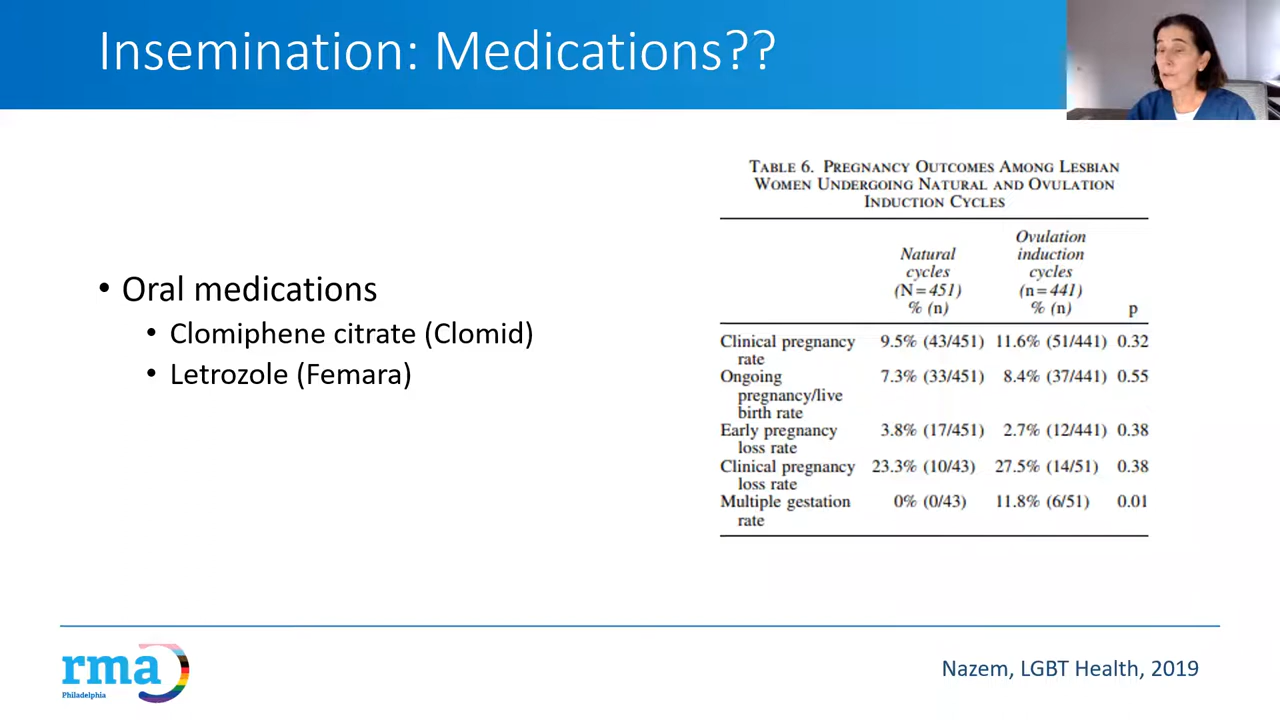 Insemination: Medications??
• Oral medications
• Clomiphene citrate (Clomid)
• Letrozole (Femara)
TABLE 6. PREGNANCY OUTCOMES AMONG LESBIAN
WOMEN UNDERGOING NATURAL AND OVULATION
INDUCTION CYCLES
Natural cycles (N=451) % (n) Ovulation induction cycles (n=441) % (n) p
Clinical pregnancy rate 9.5% (43/451) 11.6% (51/441) 0.32
Ongoing pregnancy/live birth rate 7.3% (33/451) 8.4% (37/441) 0.55
Early pregnancy loss rate 3.8% (17/451) 2.7% (12/441) 0.38
Clinical pregnancy loss rate 23.3% (10/43) 27.5% (14/51) 0.38
Multiple gestation rate 0% (0/43) 11.8% (6/51) 0.01
rma
Philadelphia
Nazem, LGBT Health, 2019